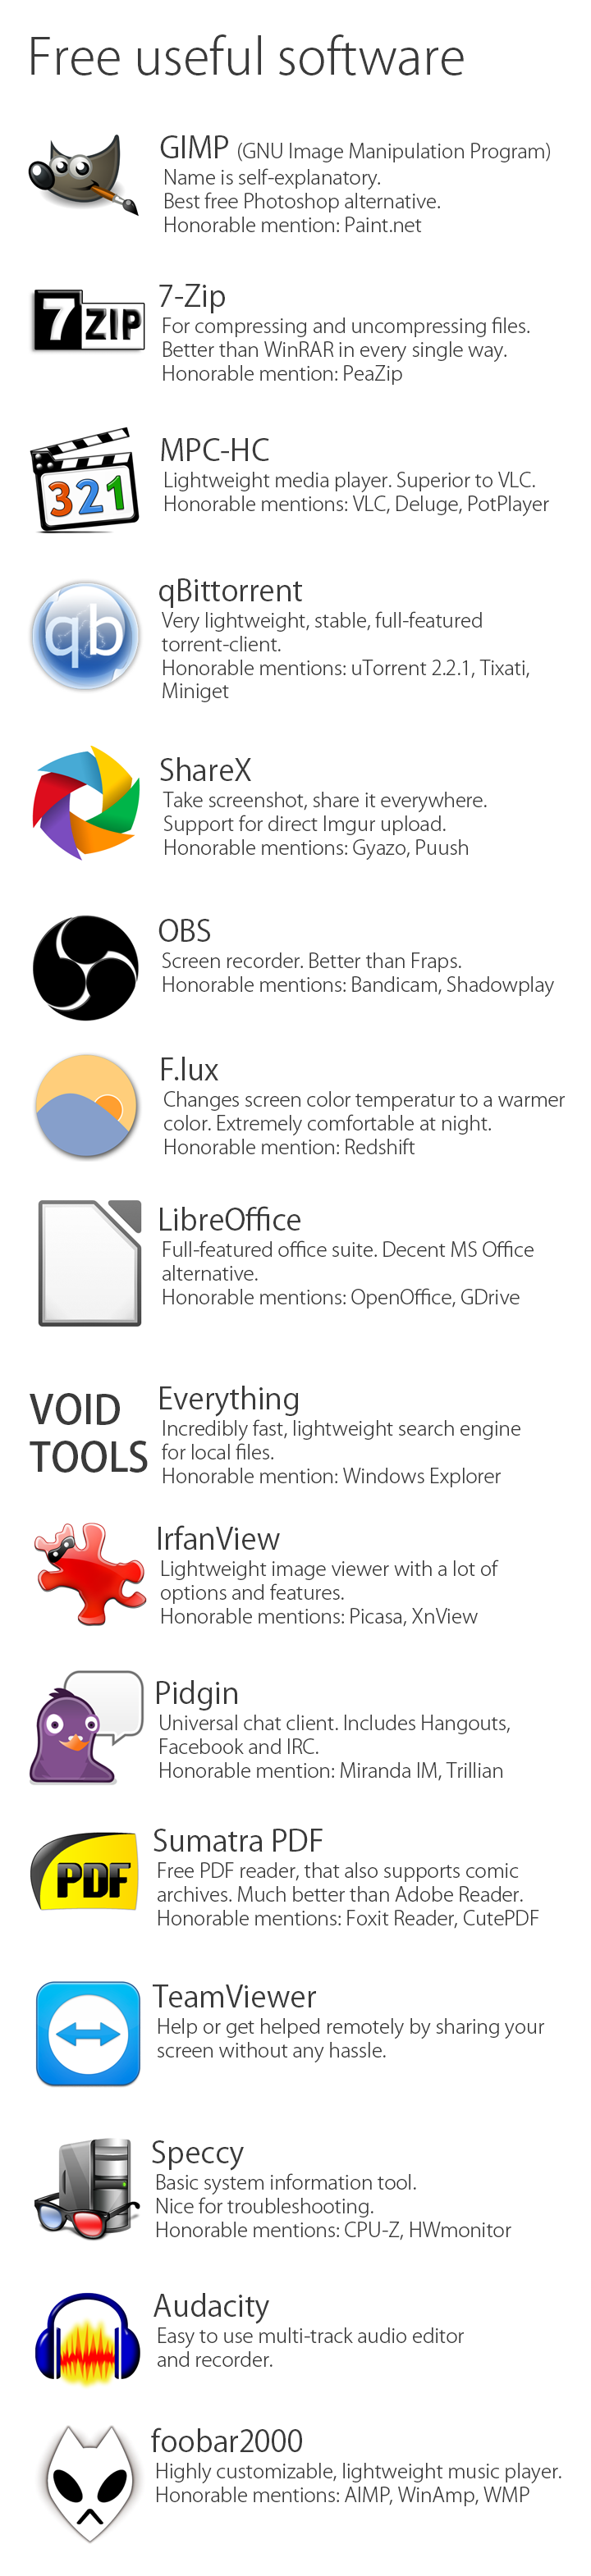 Free useful software
GIMP (GNU Image Manipulation Program)
Name is self-explanatory.
Best free Photoshop alternative.
Honorable mention: Paint.net
7 ZIP
7-Zip
For compressing and uncompressing files.
Better than WinRAR in every single way.
Honorable mention: PeaZip
321
MPC-HC
Lightweight media player. Superior to VLC.
Honorable mentions: VLC, Deluge, PotPlayer
qb
qBittorrent
Very lightweight, stable, full-featured
torrent-client.
Honorable mentions: uTorrent 2.2.1, Tixati,
Miniget
ShareX
Take screenshot, share it everywhere.
Support for direct Imgur upload.
Honorable mentions: Gyazo, Puush
OBS
Screen recorder. Better than Fraps.
Honorable mentions: Bandicam, Shadowplay
F.lux
Changes screen color temperatur to a warmer
color. Extremely comfortable at night.
Honorable mention: Redshift
LibreOffice
Full-featured office suite. Decent MS Office
alternative.
Honorable mentions: OpenOffice, GDrive
VOID
TOOLS
Everything
Incredibly fast, lightweight search engine
for local files.
Honorable mention: Windows Explorer
IrfanView
Lightweight image viewer with a lot of
options and features.
Honorable mentions: Picasa, XnView
Pidgin
Universal chat client. Includes Hangouts,
Facebook and IRC.
Honorable mention: Miranda IM, Trillian
PDF
Sumatra PDF
Free PDF reader, that also supports comic
archives. Much better than Adobe Reader.
Honorable mentions: Foxit Reader, CutePDF
TeamViewer
Help or get helped remotely by sharing your
screen without any hassle.
Speccy
Basic system information tool.
Nice for troubleshooting.
Honorable mentions: CPU-Z, HWmonitor
Audacity
Easy to use multi-track audio editor
and recorder.
foobar2000
Highly customizable, lightweight music player.
Honorable mentions: AIMP, WinAmp, WMP